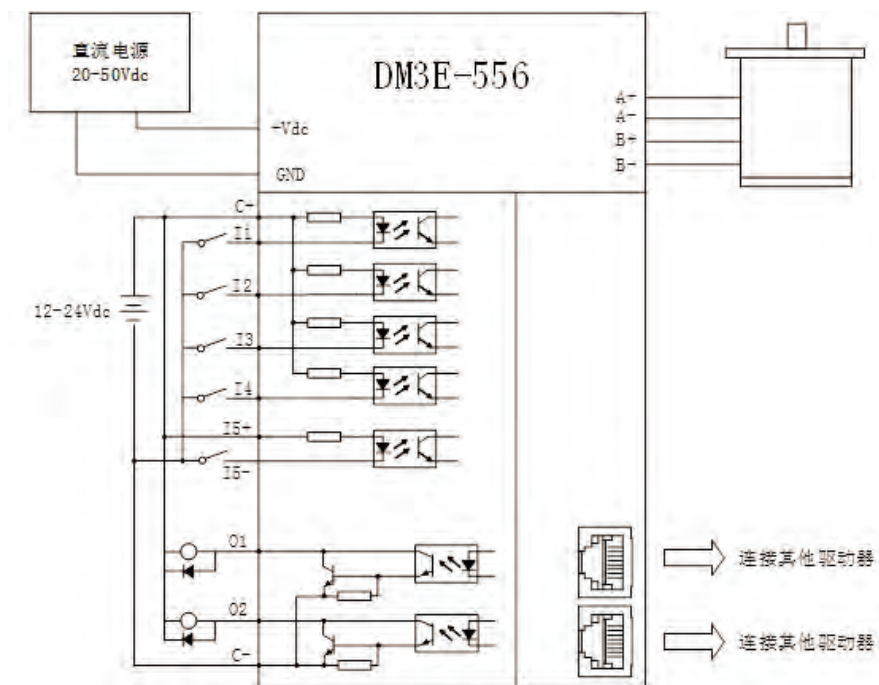 直流电源
20-50Vdc
DM3E-556
+Vdc
GND
A+
A-
B+
B-
C+
I1
I2
12-24Vdc
I3
I4
I5+
I5-
O1
连接其他驱动器
O2
连接其他驱动器
C-